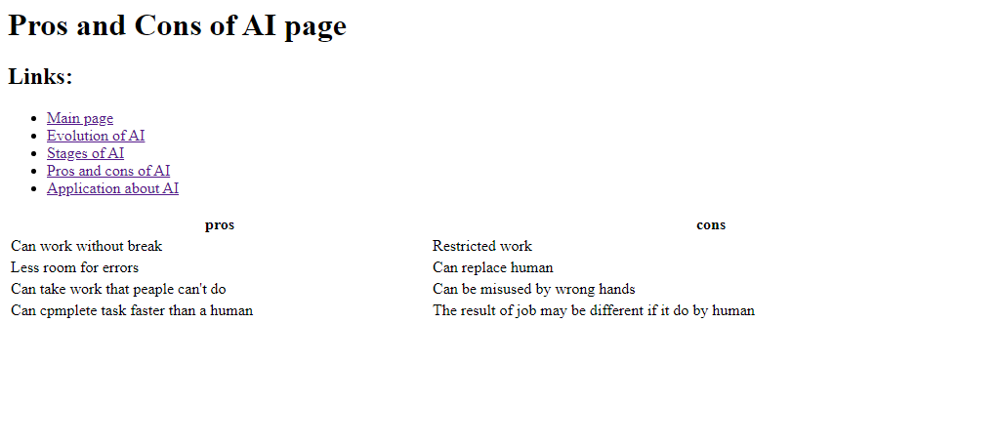 Pros and Cons of AI page
Links:
Main page
Evolution of AI
Stages of AI
Pros and cons of AI
Application about AI
pros cons
Can work without break Restricted work
Less room for errors Can replace human
Can take work that peaple can't do Can be misused by wrong hands
Can cpmplete task faster than a human The result of job may be different if it do by human